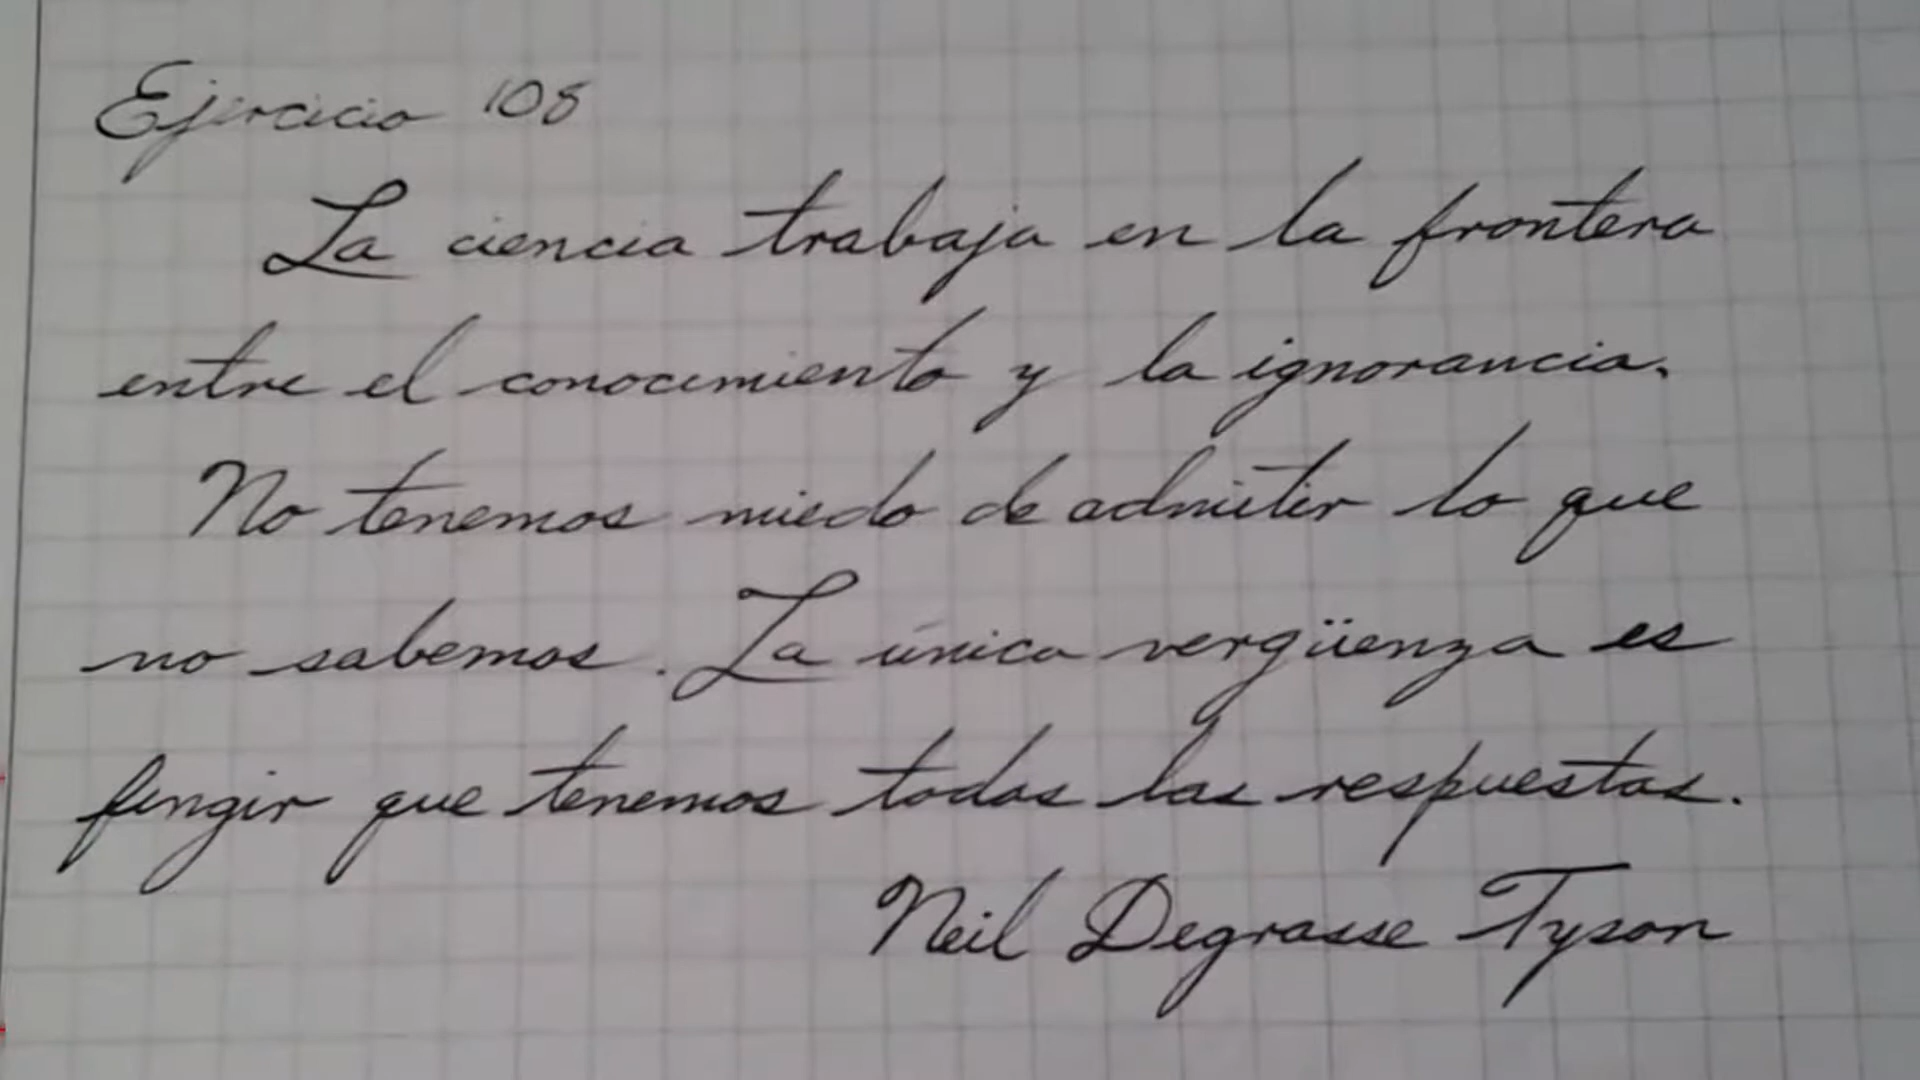 Ejercicio 108
La ciencia trabaja en la frontera
entre el conocimiento y la ignorancia.
No tenemos miedo de admitir lo que
no sabemos. La única vergüenza es
fingir que tenemos todas las respuestas.
Neil Degrasse Tyson